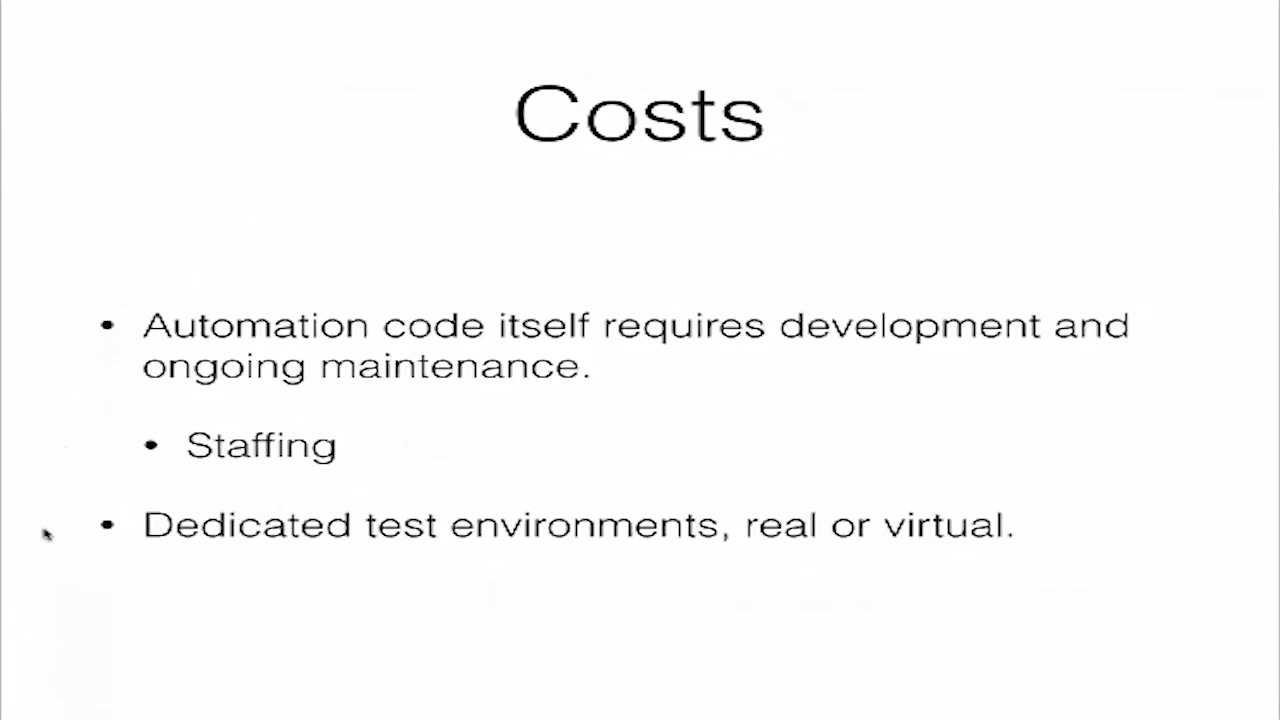 Costs
• Automation code itself requires development and
ongoing maintenance.
• Staffing
• Dedicated test environments, real or virtual.